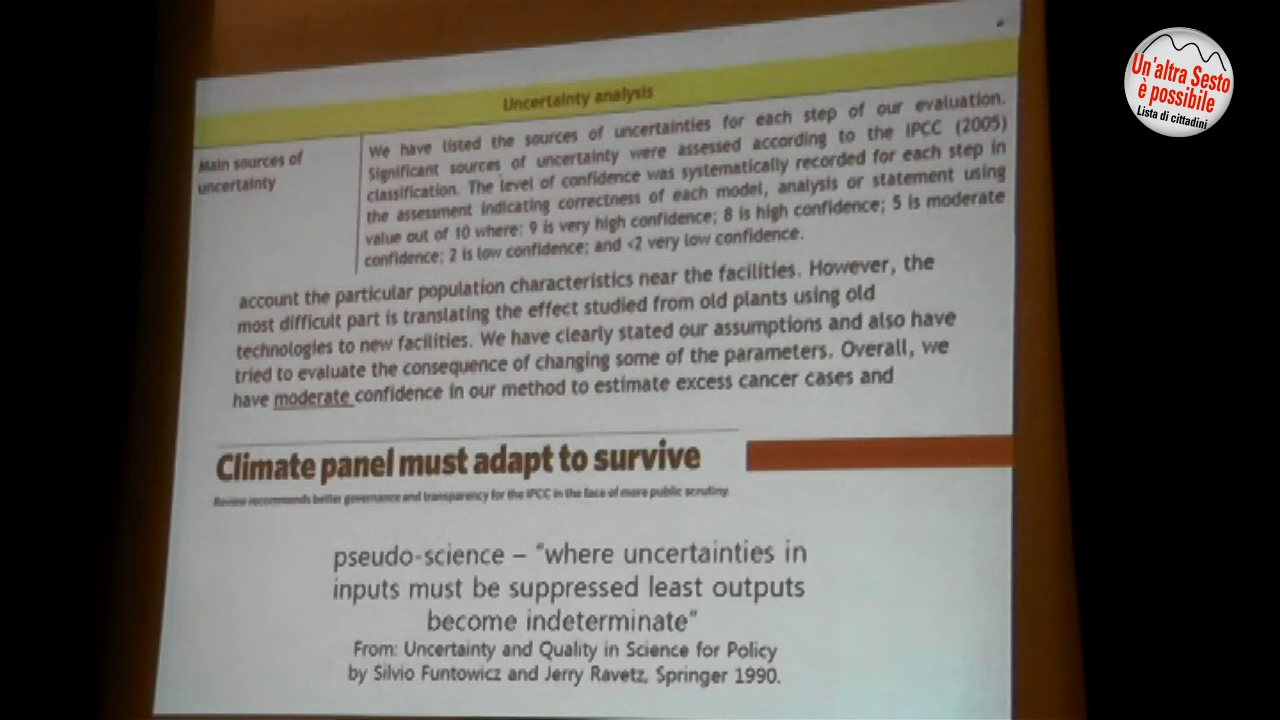 Uncertainty analysis
Main sources of
uncertainty
We have listed the sources of uncertainties for each step of our evaluation.
Significant sources of uncertainty were assessed according to the IPCC (2005)
classification. The level of confidence was systematically recorded for each step in
the assessment indicating correctness of each model, analysis or statement using
value out of 10 where: 9 is very high confidence; 8 is high confidence; 5 is moderate
confidence; 2 is low confidence; and <2 very low confidence.
account the particular population characteristics near the facilities. However, the
most difficult part is translating the effect studied from old plants using old
technologies to new facilities. We have clearly stated our assumptions and also have
tried to evaluate the consequence of changing some of the parameters. Overall, we
have moderate confidence in our method to estimate excess cancer cases and
Climate panel must adapt to survive
Review recommends better governance and transparency for the IPCC in the face of more public scrutiny.
pseudo-science – "where uncertainties in
inputs must be suppressed least outputs
become indeterminate"
From: Uncertainty and Quality in Science for Policy
by Silvio Funtowicz and Jerry Ravetz, Springer 1990.
Un'altra Sesto
è possibile
Lista di cittadini